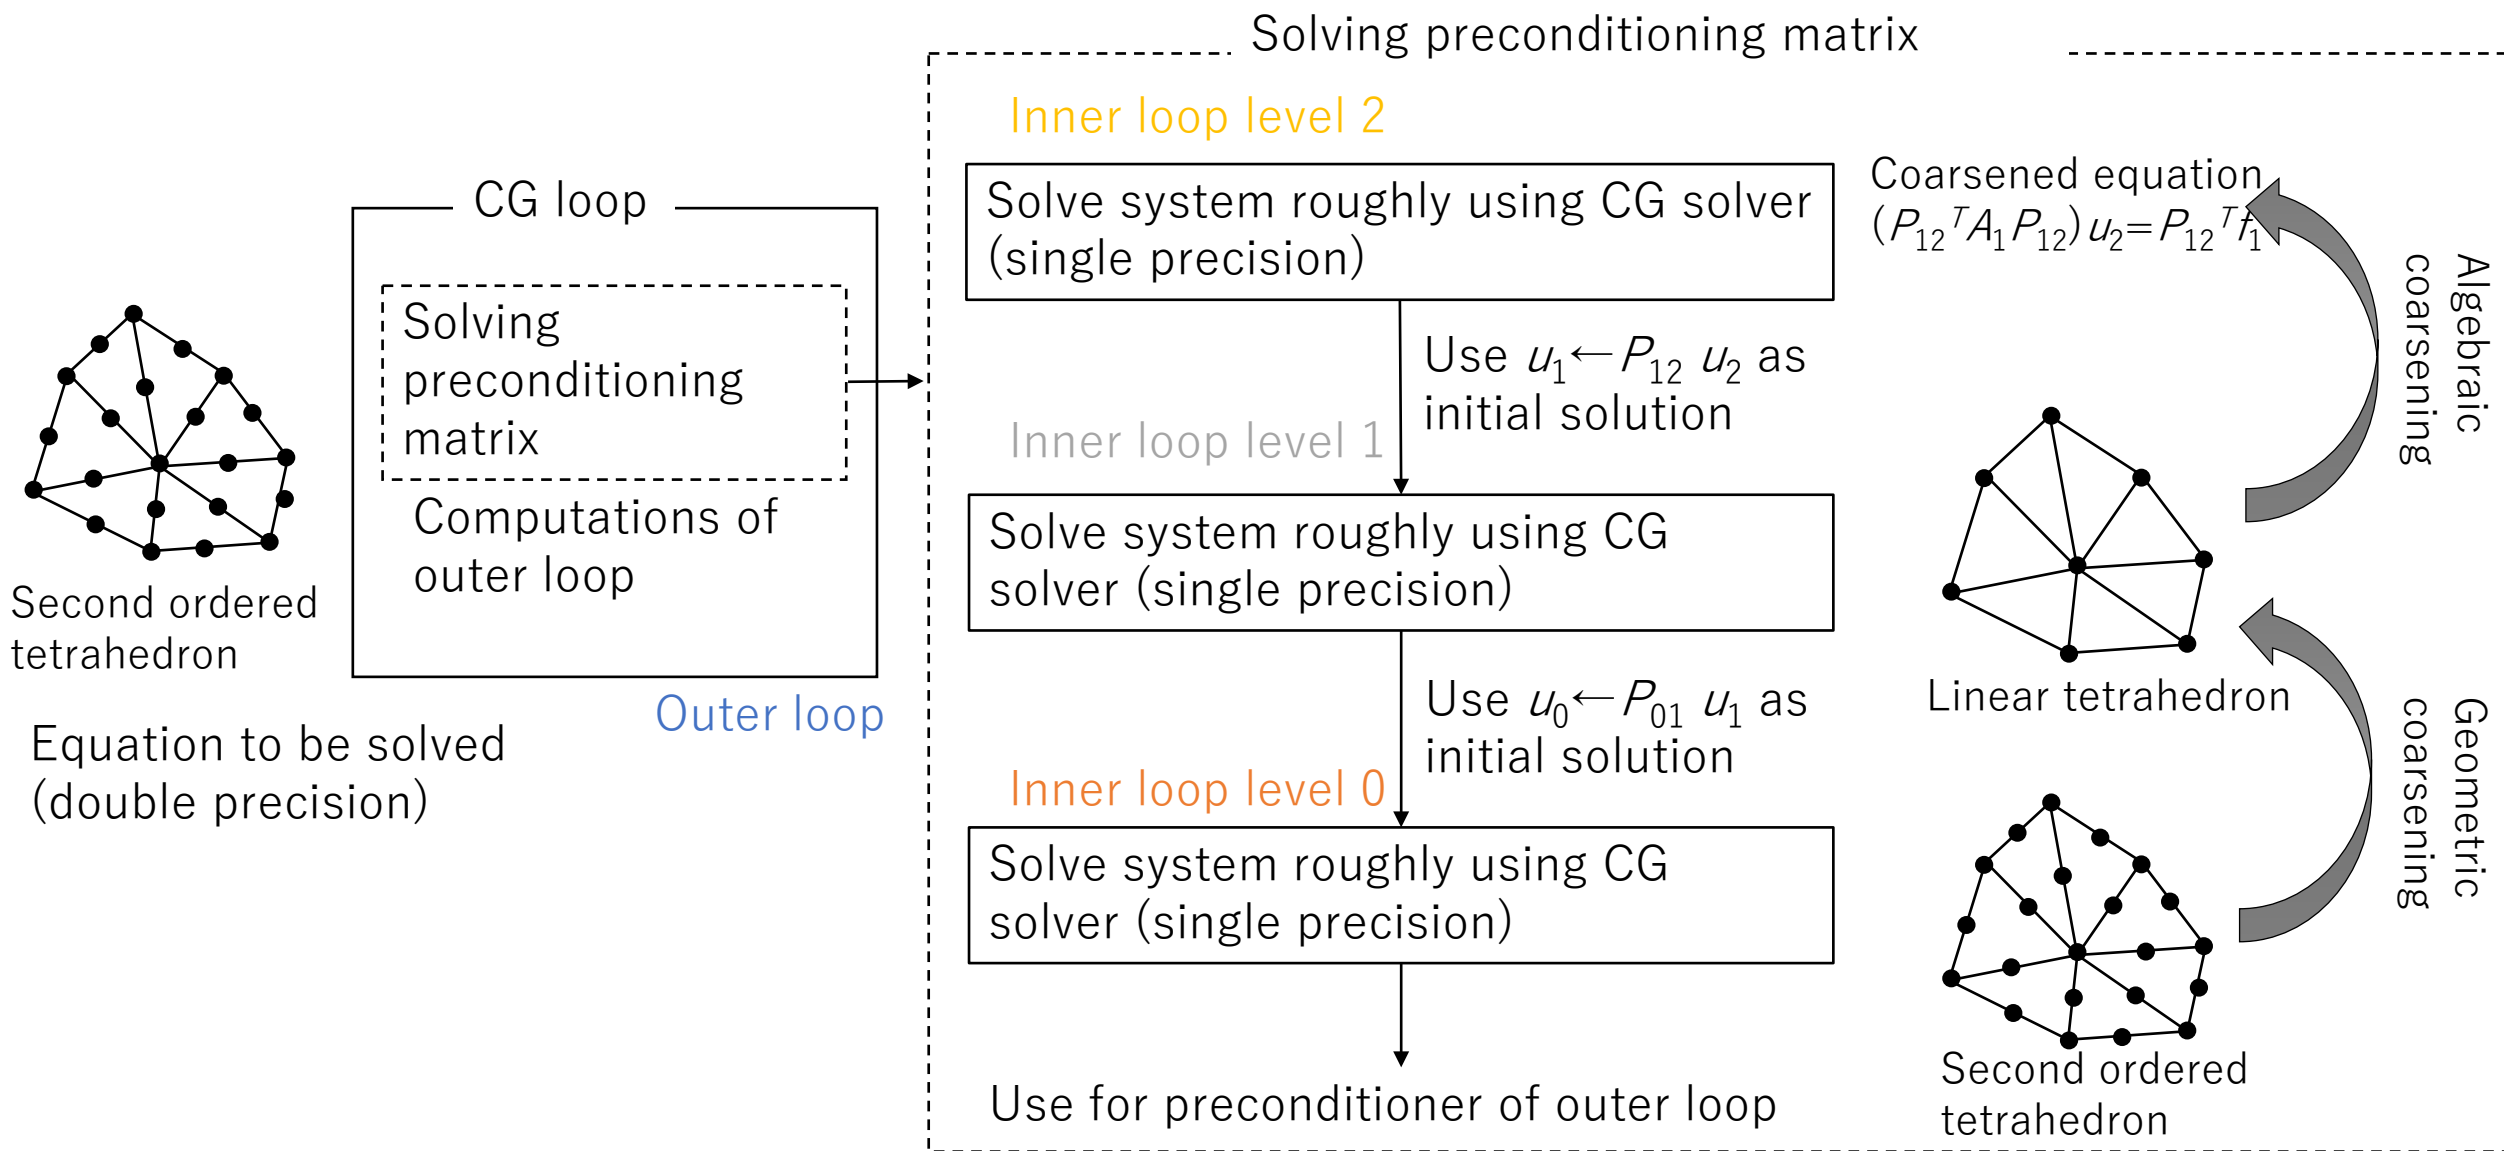 Solving preconditioning matrix
CG loop
Solving
preconditioning
matrix
Computations of
outer loop
Outer loop
Second ordered
tetrahedron
Equation to be solved
(double precision)
Inner loop level 2
Solve system roughly using CG solver
(single precision)
Use u₁←P₁₂ u₂ as
initial solution
Inner loop level 1
Solve system roughly using CG
solver (single precision)
Use u₀←P₀₁ u₁ as
initial solution
Inner loop level 0
Solve system roughly using CG
solver (single precision)
Use for preconditioner of outer loop
Coarsened equation
(P₁₂ᵀA₁P₁₂)u₂=P₁₂ᵀf₁
Algebraic
coarsening
Linear tetrahedron
Geometric
coarsening
Second ordered
tetrahedron